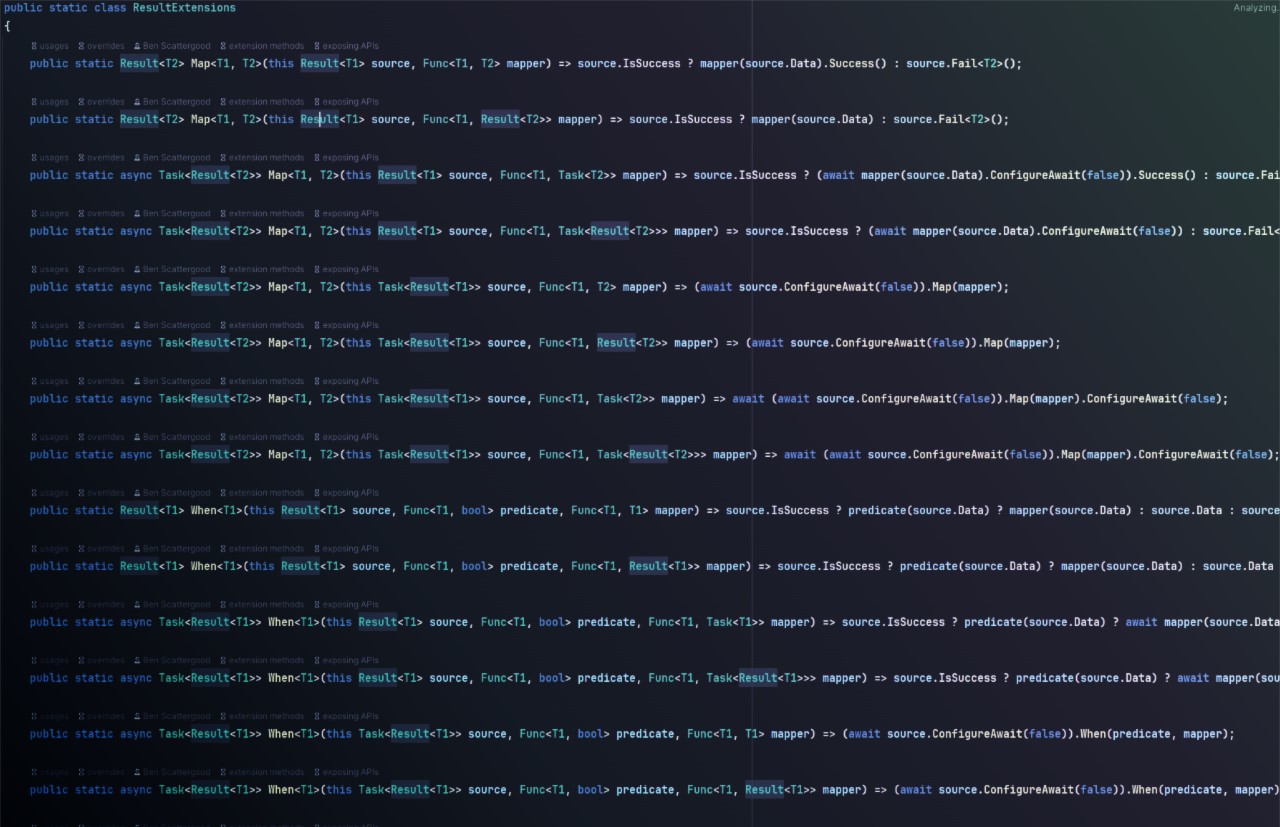 public static class ResultExtensions
Analyzing.
{
usages overrides Ben Scattergood extension methods exposing APIs
public static Result<T2> Map<T1, T2>(this Result<T1> source, Func<T1, T2> mapper) => source.IsSuccess ? mapper(source.Data).Success() : source.Fail<T2>();
usages overrides Ben Scattergood extension methods exposing APIs
public static Result<T2> Map<T1, T2>(this Result<T1> source, Func<T1, Result<T2>> mapper) => source.IsSuccess ? mapper(source.Data) : source.Fail<T2>();
usages overrides Ben Scattergood extension methods exposing APIs
public static async Task<Result<T2>> Map<T1, T2>(this Result<T1> source, Func<T1, Task<T2>> mapper) => source.IsSuccess ? (await mapper(source.Data).ConfigureAwait(false)).Success() : source.Fai
usages overrides Ben Scattergood extension methods exposing APIs
public static async Task<Result<T2>> Map<T1, T2>(this Result<T1> source, Func<T1, Task<Result<T2>>> mapper) => source.IsSuccess ? (await mapper(source.Data).ConfigureAwait(false)) : source.Fail<
usages overrides Ben Scattergood extension methods exposing APIs
public static async Task<Result<T2>> Map<T1, T2>(this Task<Result<T1>> source, Func<T1, T2> mapper) => (await source.ConfigureAwait(false)).Map(mapper);
usages overrides Ben Scattergood extension methods exposing APIs
public static async Task<Result<T2>> Map<T1, T2>(this Task<Result<T1>> source, Func<T1, Result<T2>> mapper) => (await source.ConfigureAwait(false)).Map(mapper);
usages overrides Ben Scattergood extension methods exposing APIs
public static async Task<Result<T2>> Map<T1, T2>(this Task<Result<T1>> source, Func<T1, Task<T2>> mapper) => await (await source.ConfigureAwait(false)).Map(mapper).ConfigureAwait(false);
usages overrides Ben Scattergood extension methods exposing APIs
public static async Task<Result<T2>> Map<T1, T2>(this Task<Result<T1>> source, Func<T1, Task<Result<T2>>> mapper) => await (await source.ConfigureAwait(false)).Map(mapper).ConfigureAwait(false);
usages overrides Ben Scattergood extension methods exposing APIs
public static Result<T1> When<T1>(this Result<T1> source, Func<T1, bool> predicate, Func<T1, T1> mapper) => source.IsSuccess ? predicate(source.Data) ? mapper(source.Data) : source.Data : source
usages overrides Ben Scattergood extension methods exposing APIs
public static Result<T1> When<T1>(this Result<T1> source, Func<T1, bool> predicate, Func<T1, Result<T1>> mapper) => source.IsSuccess ? predicate(source.Data) ? mapper(source.Data) : source.Data
usages overrides Ben Scattergood extension methods exposing APIs
public static async Task<Result<T1>> When<T1>(this Result<T1> source, Func<T1, bool> predicate, Func<T1, Task<T1>> mapper) => source.IsSuccess ? predicate(source.Data) ? await mapper(source.Data
usages overrides Ben Scattergood extension methods exposing APIs
public static async Task<Result<T1>> When<T1>(this Result<T1> source, Func<T1, bool> predicate, Func<T1, Task<Result<T1>>> mapper) => source.IsSuccess ? predicate(source.Data) ? await mapper(sou
usages overrides Ben Scattergood extension methods exposing APIs
public static async Task<Result<T1>> When<T1>(this Task<Result<T1>> source, Func<T1, bool> predicate, Func<T1, T1> mapper) => (await source.ConfigureAwait(false)).When(predicate, mapper);
usages overrides Ben Scattergood extension methods exposing APIs
public static async Task<Result<T1>> When<T1>(this Task<Result<T1>> source, Func<T1, bool> predicate, Func<T1, Result<T1>> mapper) => (await source.ConfigureAwait(false)).When(predicate, mapper)